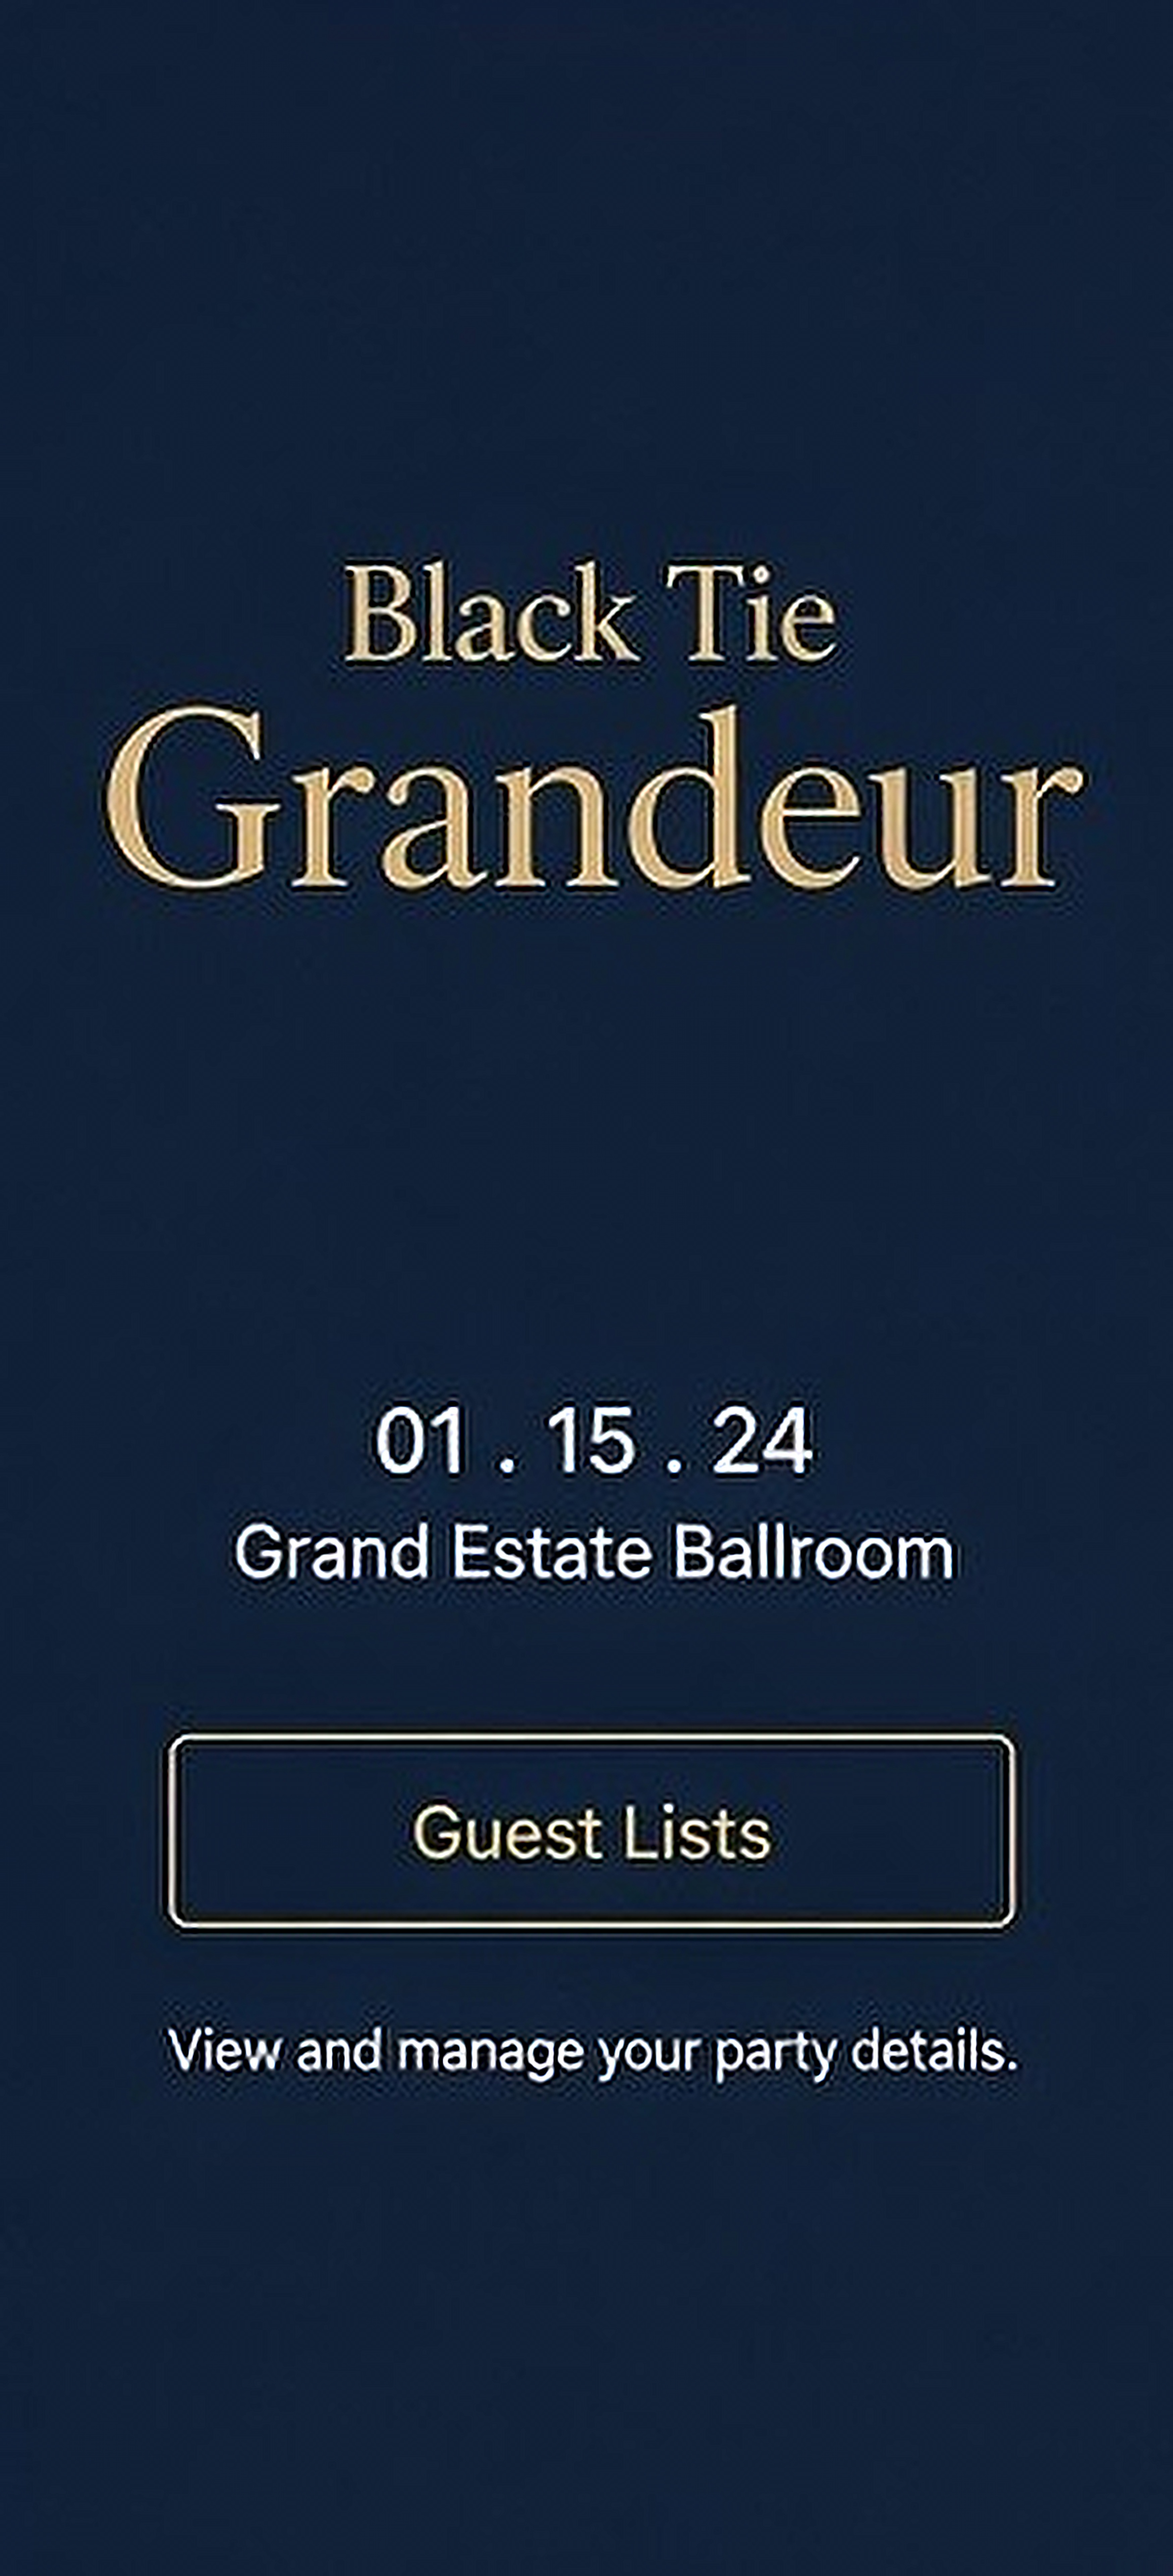 Black Tie
Grandeur
01 . 15 . 24
Grand Estate Ballroom
Guest Lists
View and manage your party details.